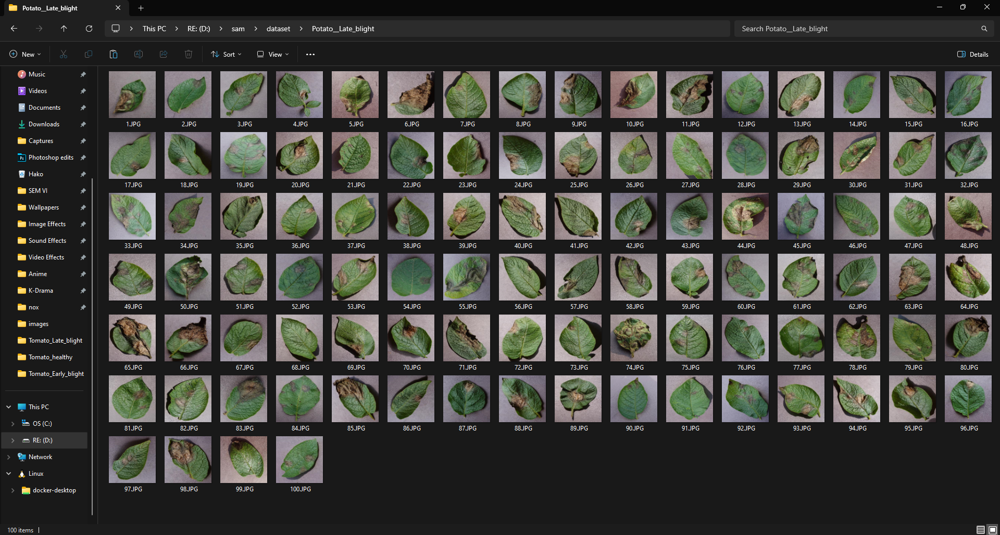 Potato__Late_blight
This PC > RE: (D:) > sam > dataset > Potato__Late_blight
Search Potato__Late_blight
New
Sort
View
Details
Music
Videos
Documents
Downloads
Captures
Photoshop edits
Hako
SEM VI
Wallpapers
Image Effects
Sound Effects
Video Effects
Anime
K-Drama
nox
images
Tomato_Late_blight
Tomato_healthy
Tomato_Early_blight
This PC
OS (C:)
RE: (D:)
Network
Linux
docker-desktop
1.JPG 2.JPG 3.JPG 4.JPG 5.JPG 6.JPG 7.JPG 8.JPG 9.JPG 10.JPG 11.JPG 12.JPG 13.JPG 14.JPG 15.JPG 16.JPG
17.JPG 18.JPG 19.JPG 20.JPG 21.JPG 22.JPG 23.JPG 24.JPG 25.JPG 26.JPG 27.JPG 28.JPG 29.JPG 30.JPG 31.JPG 32.JPG
33.JPG 34.JPG 35.JPG 36.JPG 37.JPG 38.JPG 39.JPG 40.JPG 41.JPG 42.JPG 43.JPG 44.JPG 45.JPG 46.JPG 47.JPG 48.JPG
49.JPG 50.JPG 51.JPG 52.JPG 53.JPG 54.JPG 55.JPG 56.JPG 57.JPG 58.JPG 59.JPG 60.JPG 61.JPG 62.JPG 63.JPG 64.JPG
65.JPG 66.JPG 67.JPG 68.JPG 69.JPG 70.JPG 71.JPG 72.JPG 73.JPG 74.JPG 75.JPG 76.JPG 77.JPG 78.JPG 79.JPG 80.JPG
81.JPG 82.JPG 83.JPG 84.JPG 85.JPG 86.JPG 87.JPG 88.JPG 89.JPG 90.JPG 91.JPG 92.JPG 93.JPG 94.JPG 95.JPG 96.JPG
97.JPG 98.JPG 99.JPG 100.JPG
100 items